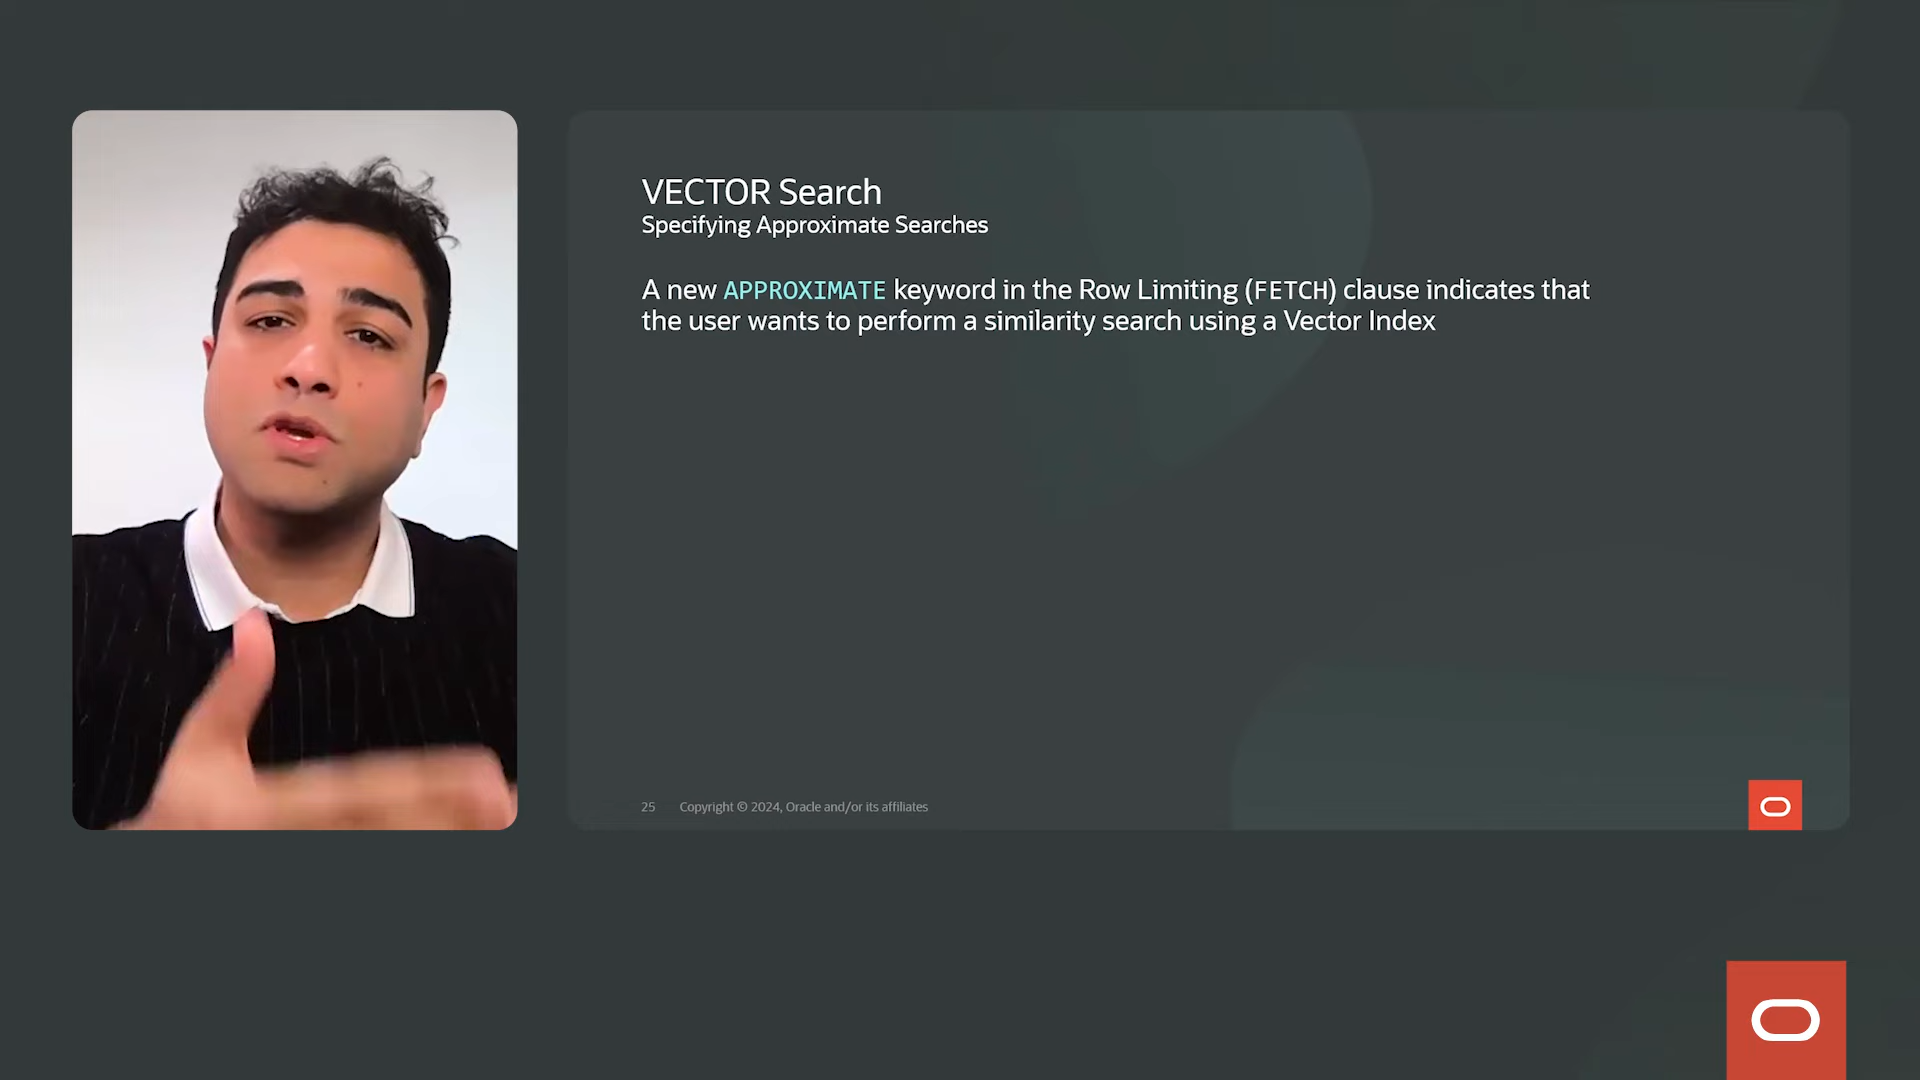 VECTOR Search
Specifying Approximate Searches
A new APPROXIMATE keyword in the Row Limiting (FETCH) clause indicates that
the user wants to perform a similarity search using a Vector Index
25 Copyright © 2024, Oracle and/or its affiliates